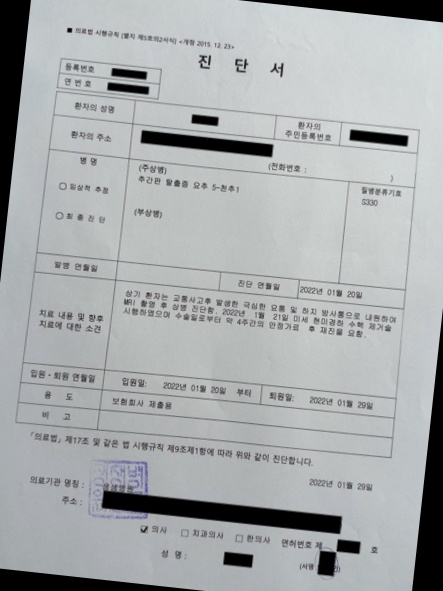 ■ 의료법 시행규칙 [별지 제5호의2서식] <개정 2015. 12. 23>
진 단 서
등록번호
연 번 호
환자의 성명
환자의
주민등록번호
환자의 주소
(전화번호 : )
병 명
(주상병)
추간판 탈출증 요추 5-천추1
질병분류기호
S330
○ 임상적 추정
○ 최 종 진 단
(부상병)
발병 연월일
진단 연월일
2022년 01월 20일
치료 내용 및 향후
치료에 대한 소견
상기 환자는 교통사고후 발생한 극심한 요통 및 하지 방사통으로 내원하여
MRI 촬영 후 상병 진단함. 2022년 1월 21일 미세 현미경하 수핵 제거술
시행하였으며 수술일로부터 약 4주간의 안정가료 후 재진을 요함.
입원・퇴원 연월일
입원일: 2022년 01월 20일 부터
퇴원일: 2022년 01월 29일
용 도
보험회사 제출용
비 고
「의료법」 제17조 및 같은 법 시행규칙 제9조제1항에 따라 위와 같이 진단합니다.
2022년 01월 29일
의료기관 명칭 :
주소 :
☑ 의사 □ 치과의사 □ 한의사 면허번호 제 호
성 명 :
(서명